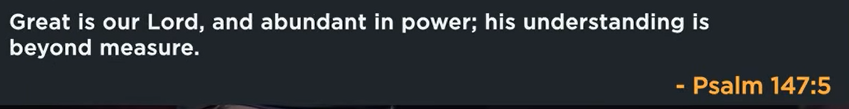 Great is our Lord, and abundant in power; his understanding is
beyond measure.
- Psalm 147:5